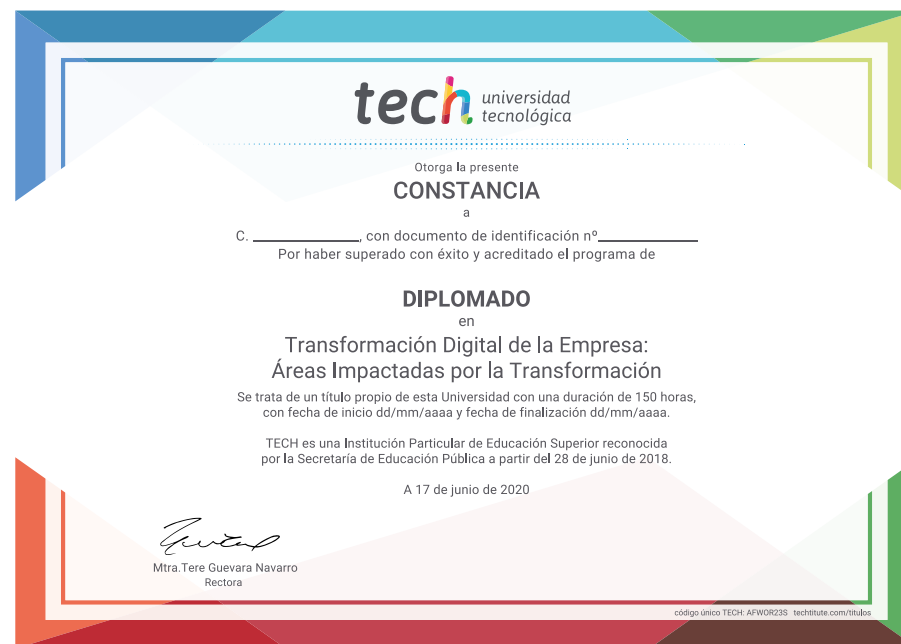 tech universidad
tecnológica
Otorga la presente
CONSTANCIA
a
C. ______________, con documento de identificación nº______________
Por haber superado con éxito y acreditado el programa de
DIPLOMADO
en
Transformación Digital de la Empresa:
Áreas Impactadas por la Transformación
Se trata de un título propio de esta Universidad con una duración de 150 horas,
con fecha de inicio dd/mm/aaaa y fecha de finalización dd/mm/aaaa.
TECH es una Institución Particular de Educación Superior reconocida
por la Secretaría de Educación Pública a partir del 28 de junio de 2018.
A 17 de junio de 2020
Mtra.Tere Guevara Navarro
Rectora
código único TECH: AFWOR23S techtitute.com/titulos